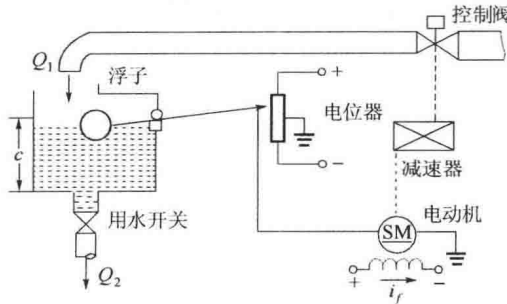 控制阀
Q₁
浮子
+
电位器
c
−
减速器
用水开关
电动机
SM
Q₂
+ i_f −